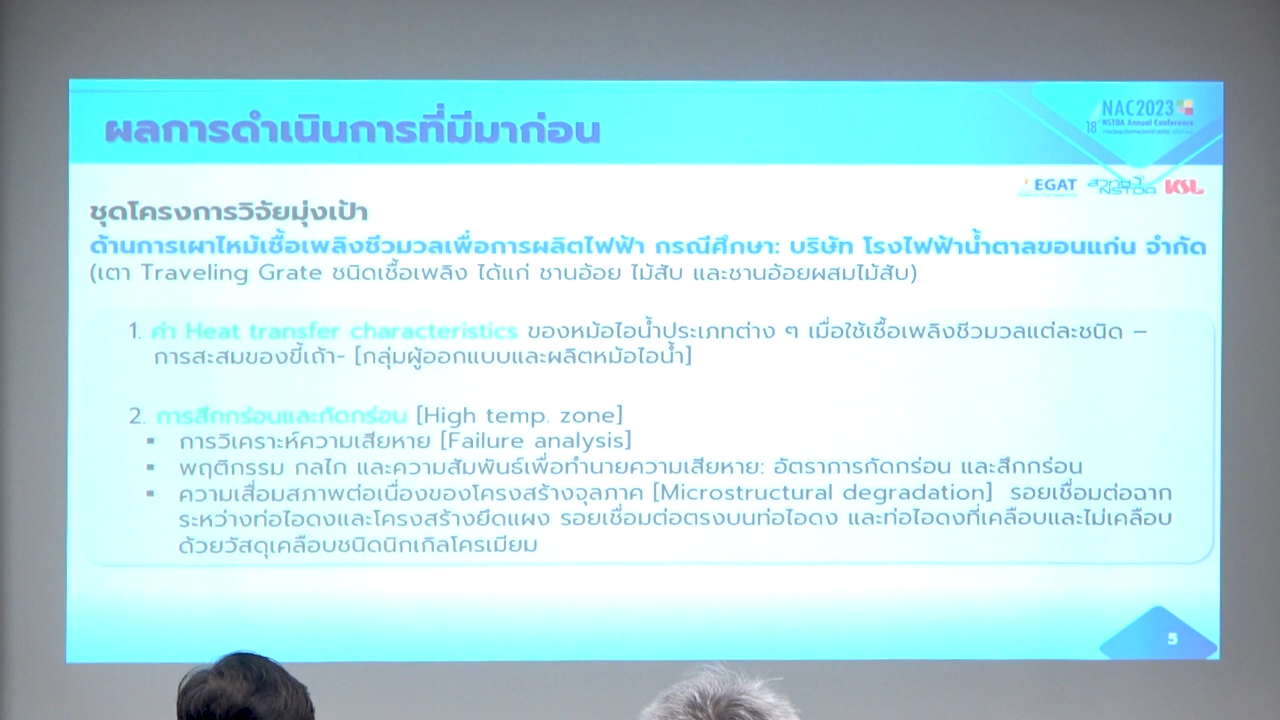 ผลการดำเนินการที่มีมาก่อน
NAC2023
18
NSTDA Annual Conference
EGAT สวทช NSTDA KSL
ชุดโครงการวิจัยมุ่งเป้า
ด้านการเผาไหม้เชื้อเพลิงชีวมวลเพื่อการผลิตไฟฟ้า กรณีศึกษา: บริษัท โรงไฟฟ้าน้ำตาลขอนแก่น จำกัด
(เตา Traveling Grate ชนิดเชื้อเพลิง ได้แก่ ชานอ้อย ไม้สับ และชานอ้อยผสมไม้สับ)
1. ค่า Heat transfer characteristics ของหม้อไอน้ำประเภทต่าง ๆ เมื่อใช้เชื้อเพลิงชีวมวลแต่ละชนิด –
การสะสมของขี้เถ้า- [กลุ่มผู้ออกแบบและผลิตหม้อไอน้ำ]
2. การสึกกร่อนและกัดกร่อน [High temp. zone]
▪ การวิเคราะห์ความเสียหาย [Failure analysis]
▪ พฤติกรรม กลไก และความสัมพันธ์เพื่อทำนายความเสียหาย: อัตราการกัดกร่อน และสึกกร่อน
▪ ความเสื่อมสภาพต่อเนื่องของโครงสร้างจุลภาค [Microstructural degradation] รอยเชื่อมต่อฉาก
ระหว่างท่อไอดงและโครงสร้างยึดแผง รอยเชื่อมต่อตรงบนท่อไอดง และท่อไอดงที่เคลือบและไม่เคลือบ
ด้วยวัสดุเคลือบชนิดนิกเกิลโครเมียม
5